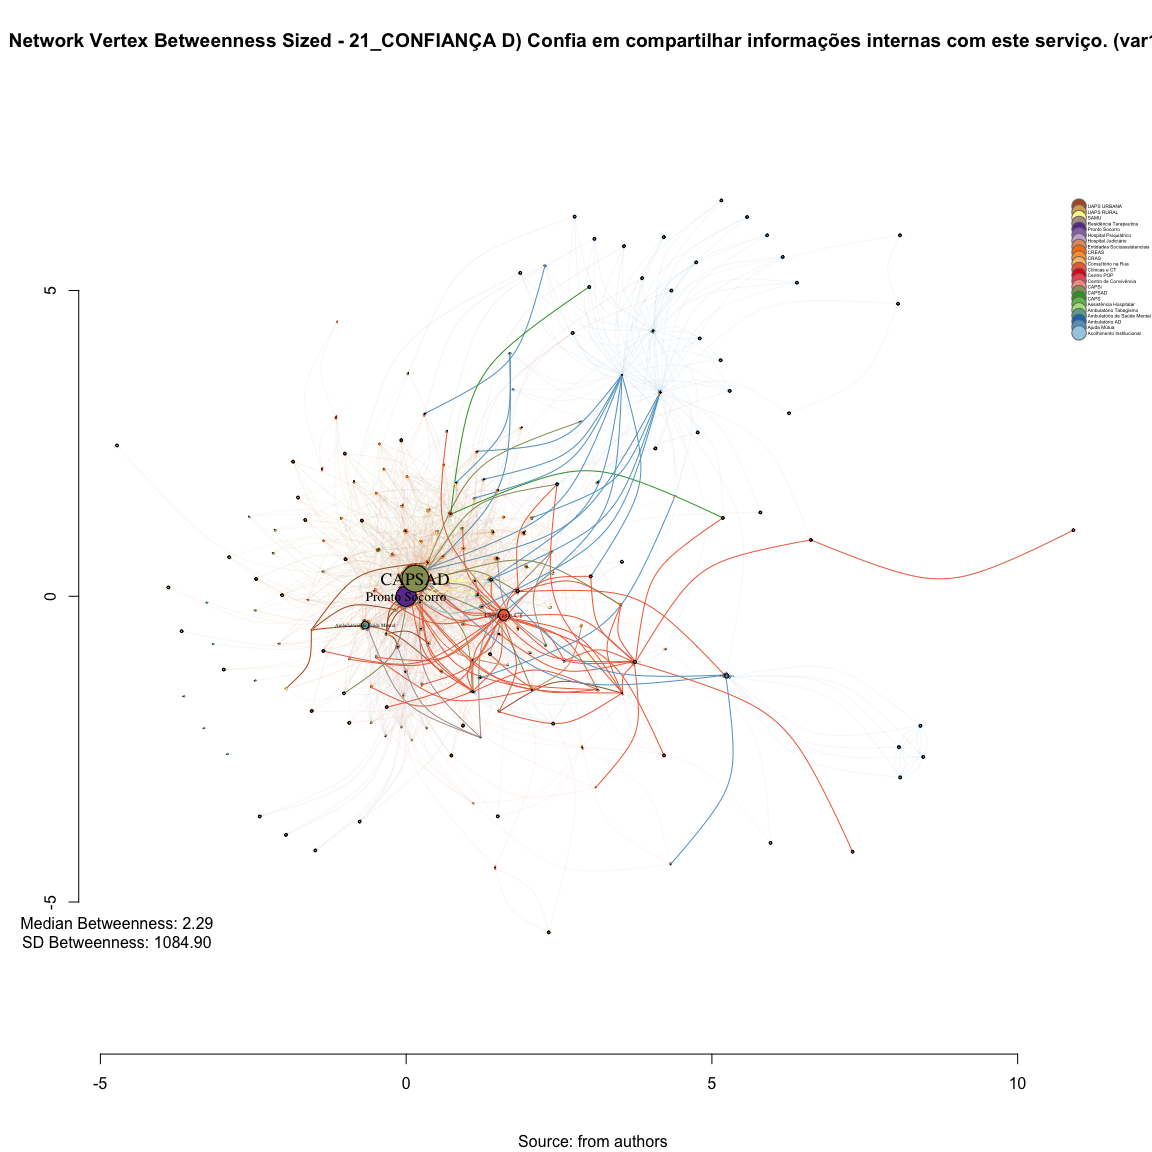 Network Vertex Betweenness Sized - 21_CONFIANÇA D) Confia em compartilhar informações internas com este serviço. (var
UAPS URBANA
UAPS RURAL
SAMU
Residência Terapeutica
Pronto Socorro
Hospital Psiquiátrico
Hospital Judiciário
Entidades Socioassistenciais
CREAS
CRAS
Consultório na Rua
Clínicas e CT
Centro POP
Centro de Convivência
CAPSi
CAPSAD
CAPS
Assistência Hospitalar
Ambulatório Tabagismo
Ambulatório de Saúde Mental
Ambulatório AD
Ajuda Mútua
Acolhimento Institucional
5
0
-5
CAPSAD
Pronto Socorro
Median Betweenness: 2.29
SD Betweenness: 1084.90
-5
0
5
10
Source: from authors